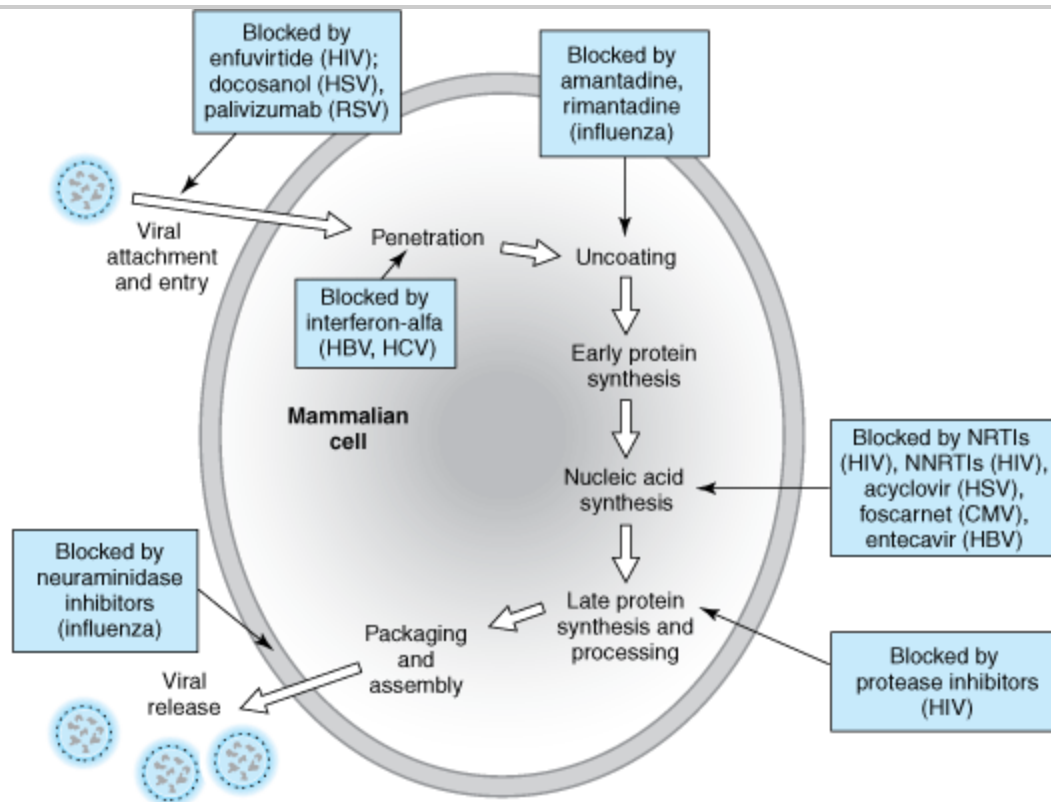 Blocked by
enfuvirtide (HIV);
docosanol (HSV),
palivizumab (RSV)
Blocked by
amantadine,
rimantadine
(influenza)
Viral
attachment
and entry
Penetration
Uncoating
Blocked by
interferon-alfa
(HBV, HCV)
Early protein
synthesis
Mammalian
cell
Nucleic acid
synthesis
Blocked by NRTIs
(HIV), NNRTIs (HIV),
acyclovir (HSV),
foscarnet (CMV),
entecavir (HBV)
Blocked by
neuraminidase
inhibitors
(influenza)
Late protein
synthesis and
processing
Packaging
and
assembly
Blocked by
protease inhibitors
(HIV)
Viral
release